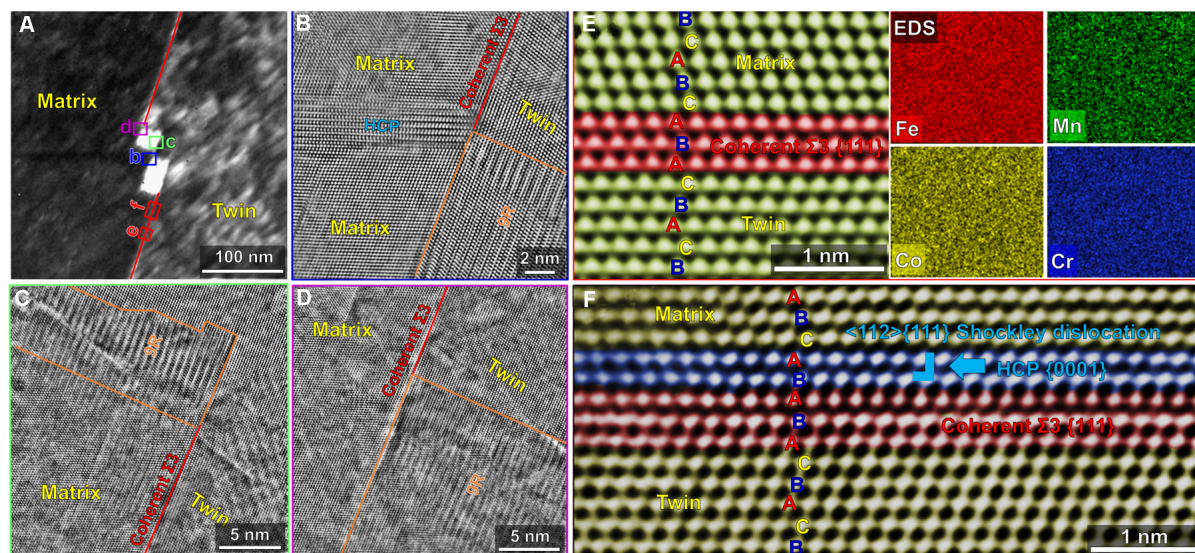 A
Matrix
d
c
b
f
e
Twin
100 nm
B
Matrix
Coherent Σ3
Twin
HCP
Matrix
9R
2 nm
C
9R
Coherent Σ3
Matrix
Twin
5 nm
D
Matrix
Coherent Σ3
Twin
9R
5 nm
E
B
C
A
B
C
A
B
A
C
B
A
C
B
Matrix
Coherent Σ3 {111}
Twin
1 nm
EDS
Fe
Mn
Co
Cr
F
Matrix
A
B
C
A
B
A
B
A
C
B
A
C
B
<112>{111} Shockley dislocation
HCP {0001}
Coherent Σ3 {111}
Twin
1 nm